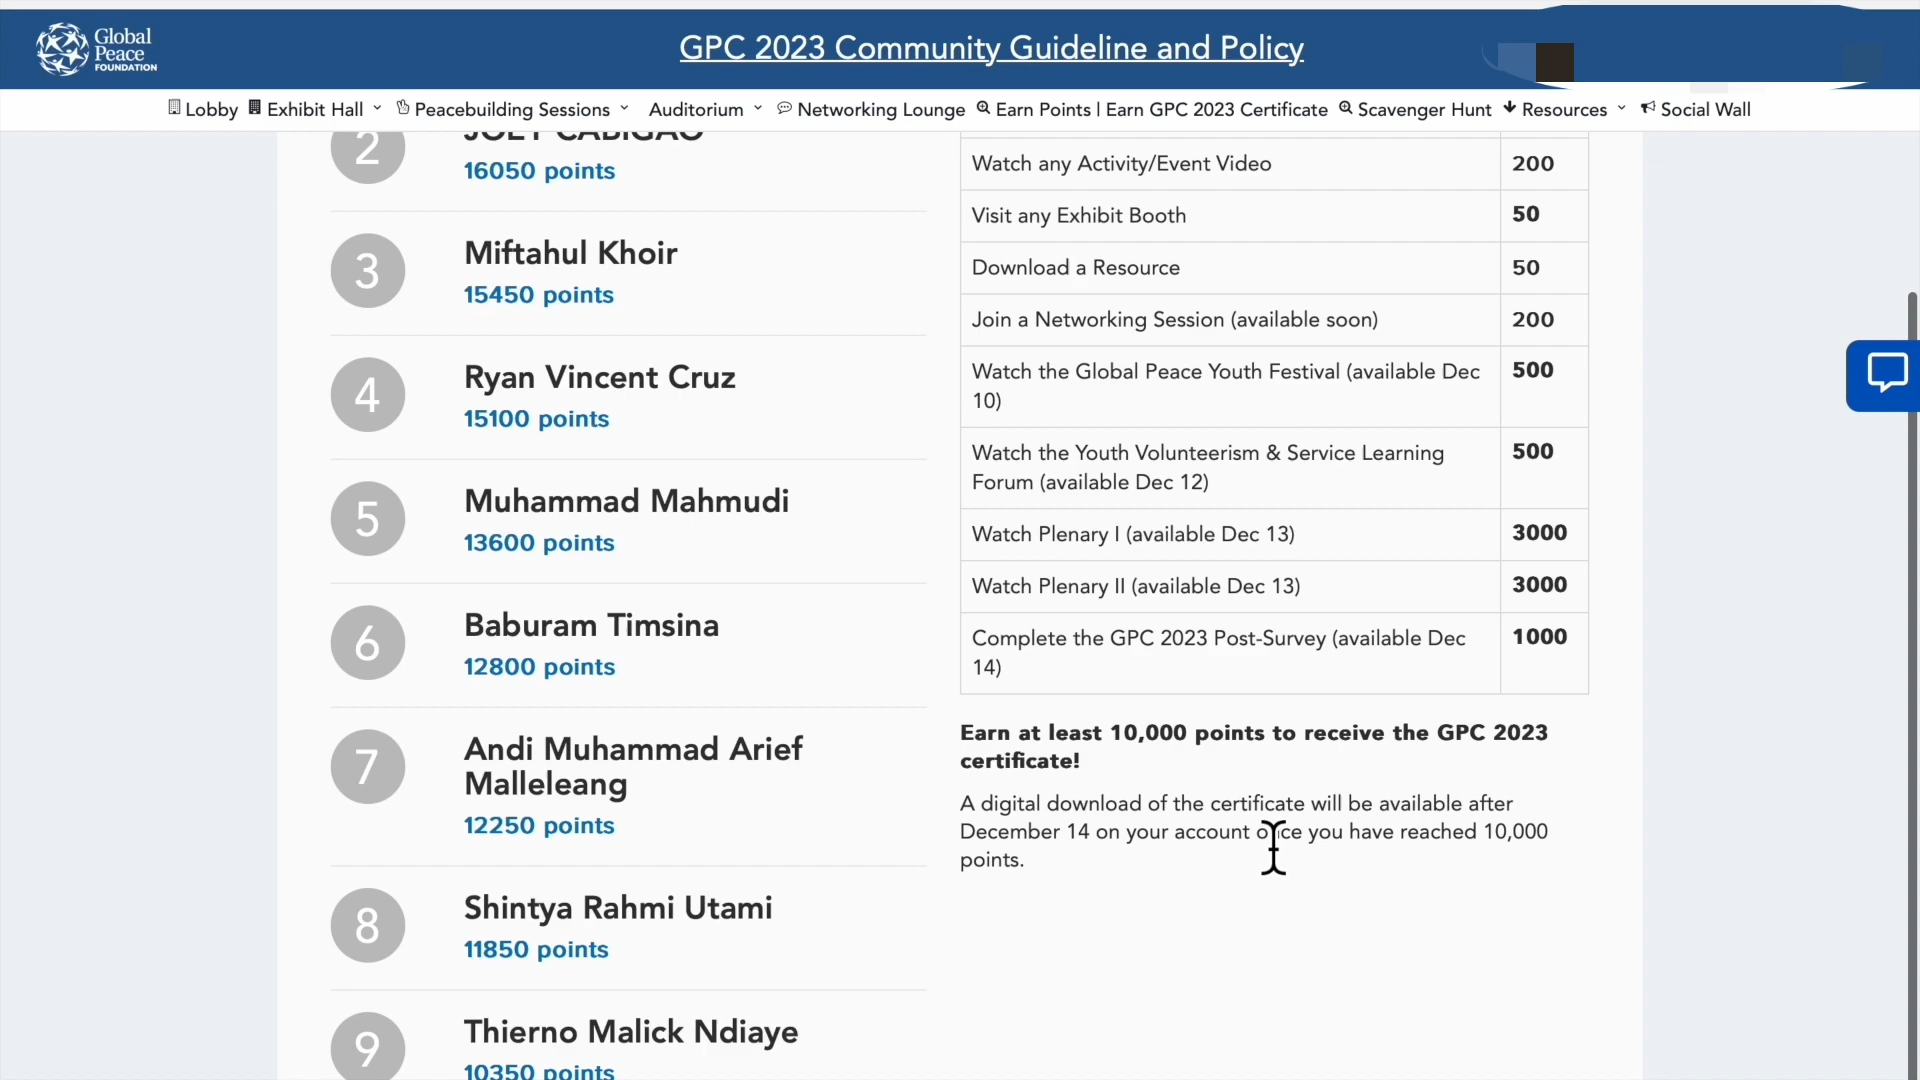 Global
Peace
FOUNDATION
GPC 2023 Community Guideline and Policy
Lobby Exhibit Hall Peacebuilding Sessions Auditorium Networking Lounge Earn Points | Earn GPC 2023 Certificate Scavenger Hunt Resources Social Wall
2
JOEY CABIGAO
16050 points
3
Miftahul Khoir
15450 points
4
Ryan Vincent Cruz
15100 points
5
Muhammad Mahmudi
13600 points
6
Baburam Timsina
12800 points
7
Andi Muhammad Arief
Malleleang
12250 points
8
Shintya Rahmi Utami
11850 points
9
Thierno Malick Ndiaye
10350 points
Watch any Activity/Event Video 200
Visit any Exhibit Booth 50
Download a Resource 50
Join a Networking Session (available soon) 200
Watch the Global Peace Youth Festival (available Dec 500
10)
Watch the Youth Volunteerism & Service Learning 500
Forum (available Dec 12)
Watch Plenary I (available Dec 13) 3000
Watch Plenary II (available Dec 13) 3000
Complete the GPC 2023 Post-Survey (available Dec 1000
14)
Earn at least 10,000 points to receive the GPC 2023
certificate!
A digital download of the certificate will be available after
December 14 on your account once you have reached 10,000
points.